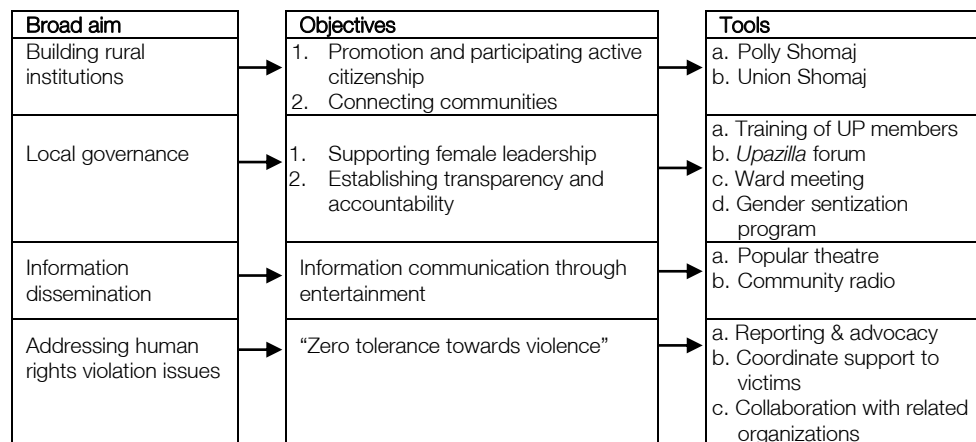 Broad aim
Building rural
institutions
Local governance
Information
dissemination
Addressing human
rights violation issues
Objectives
1. Promotion and participating active
citizenship
2. Connecting communities
1. Supporting female leadership
2. Establishing transparency and
accountability
Information communication through
entertainment
“Zero tolerance towards violence”
Tools
a. Polly Shomaj
b. Union Shomaj
a. Training of UP members
b. Upazilla forum
c. Ward meeting
d. Gender sentization
program
a. Popular theatre
b. Community radio
a. Reporting & advocacy
b. Coordinate support to
victims
c. Collaboration with related
organizations